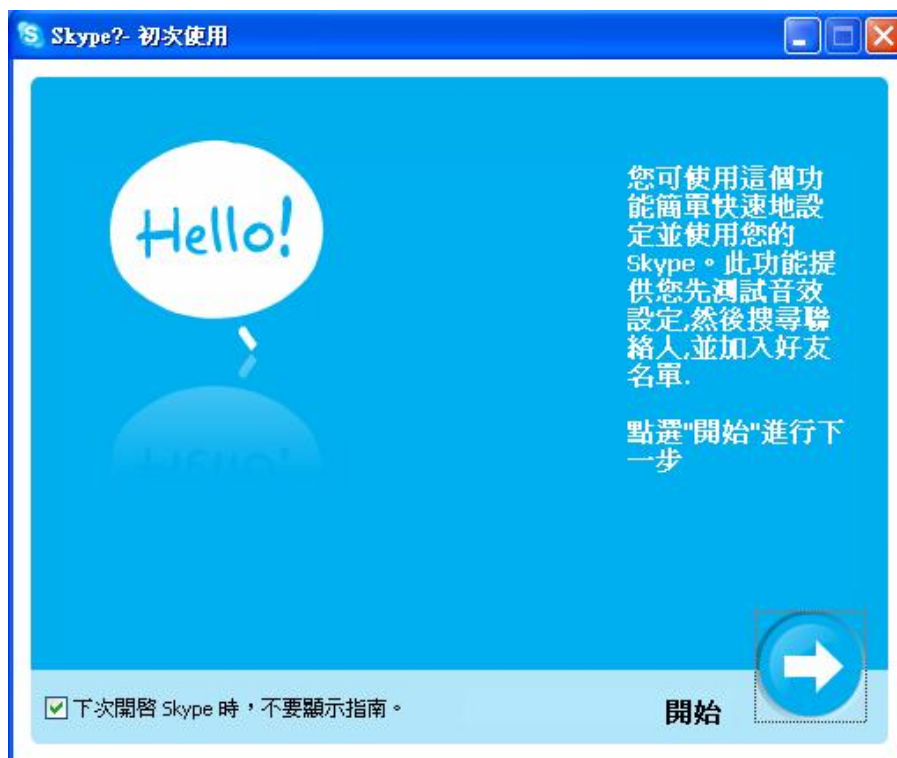 Skype?- 初次使用
Hello!
您可使用這個功
能簡單快速地設
定並使用您的
Skype。此功能提
供您先測試音效
設定,然後搜尋聯
絡人,並加入好友
名單.
點選"開始"進行下
一步
下次開啓 Skype 時，不要顯示指南。
開始